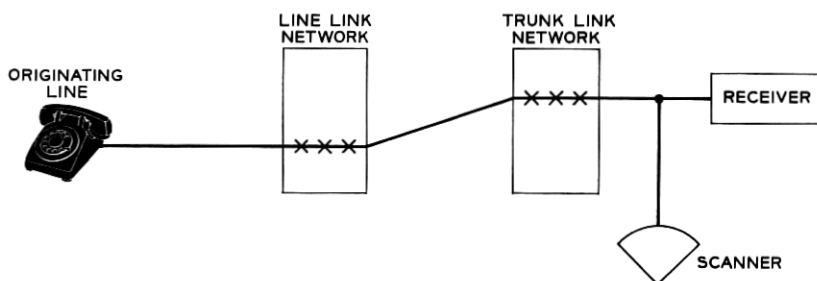 ORIGINATING
LINE
LINE LINK
NETWORK
TRUNK LINK
NETWORK
RECEIVER
SCANNER